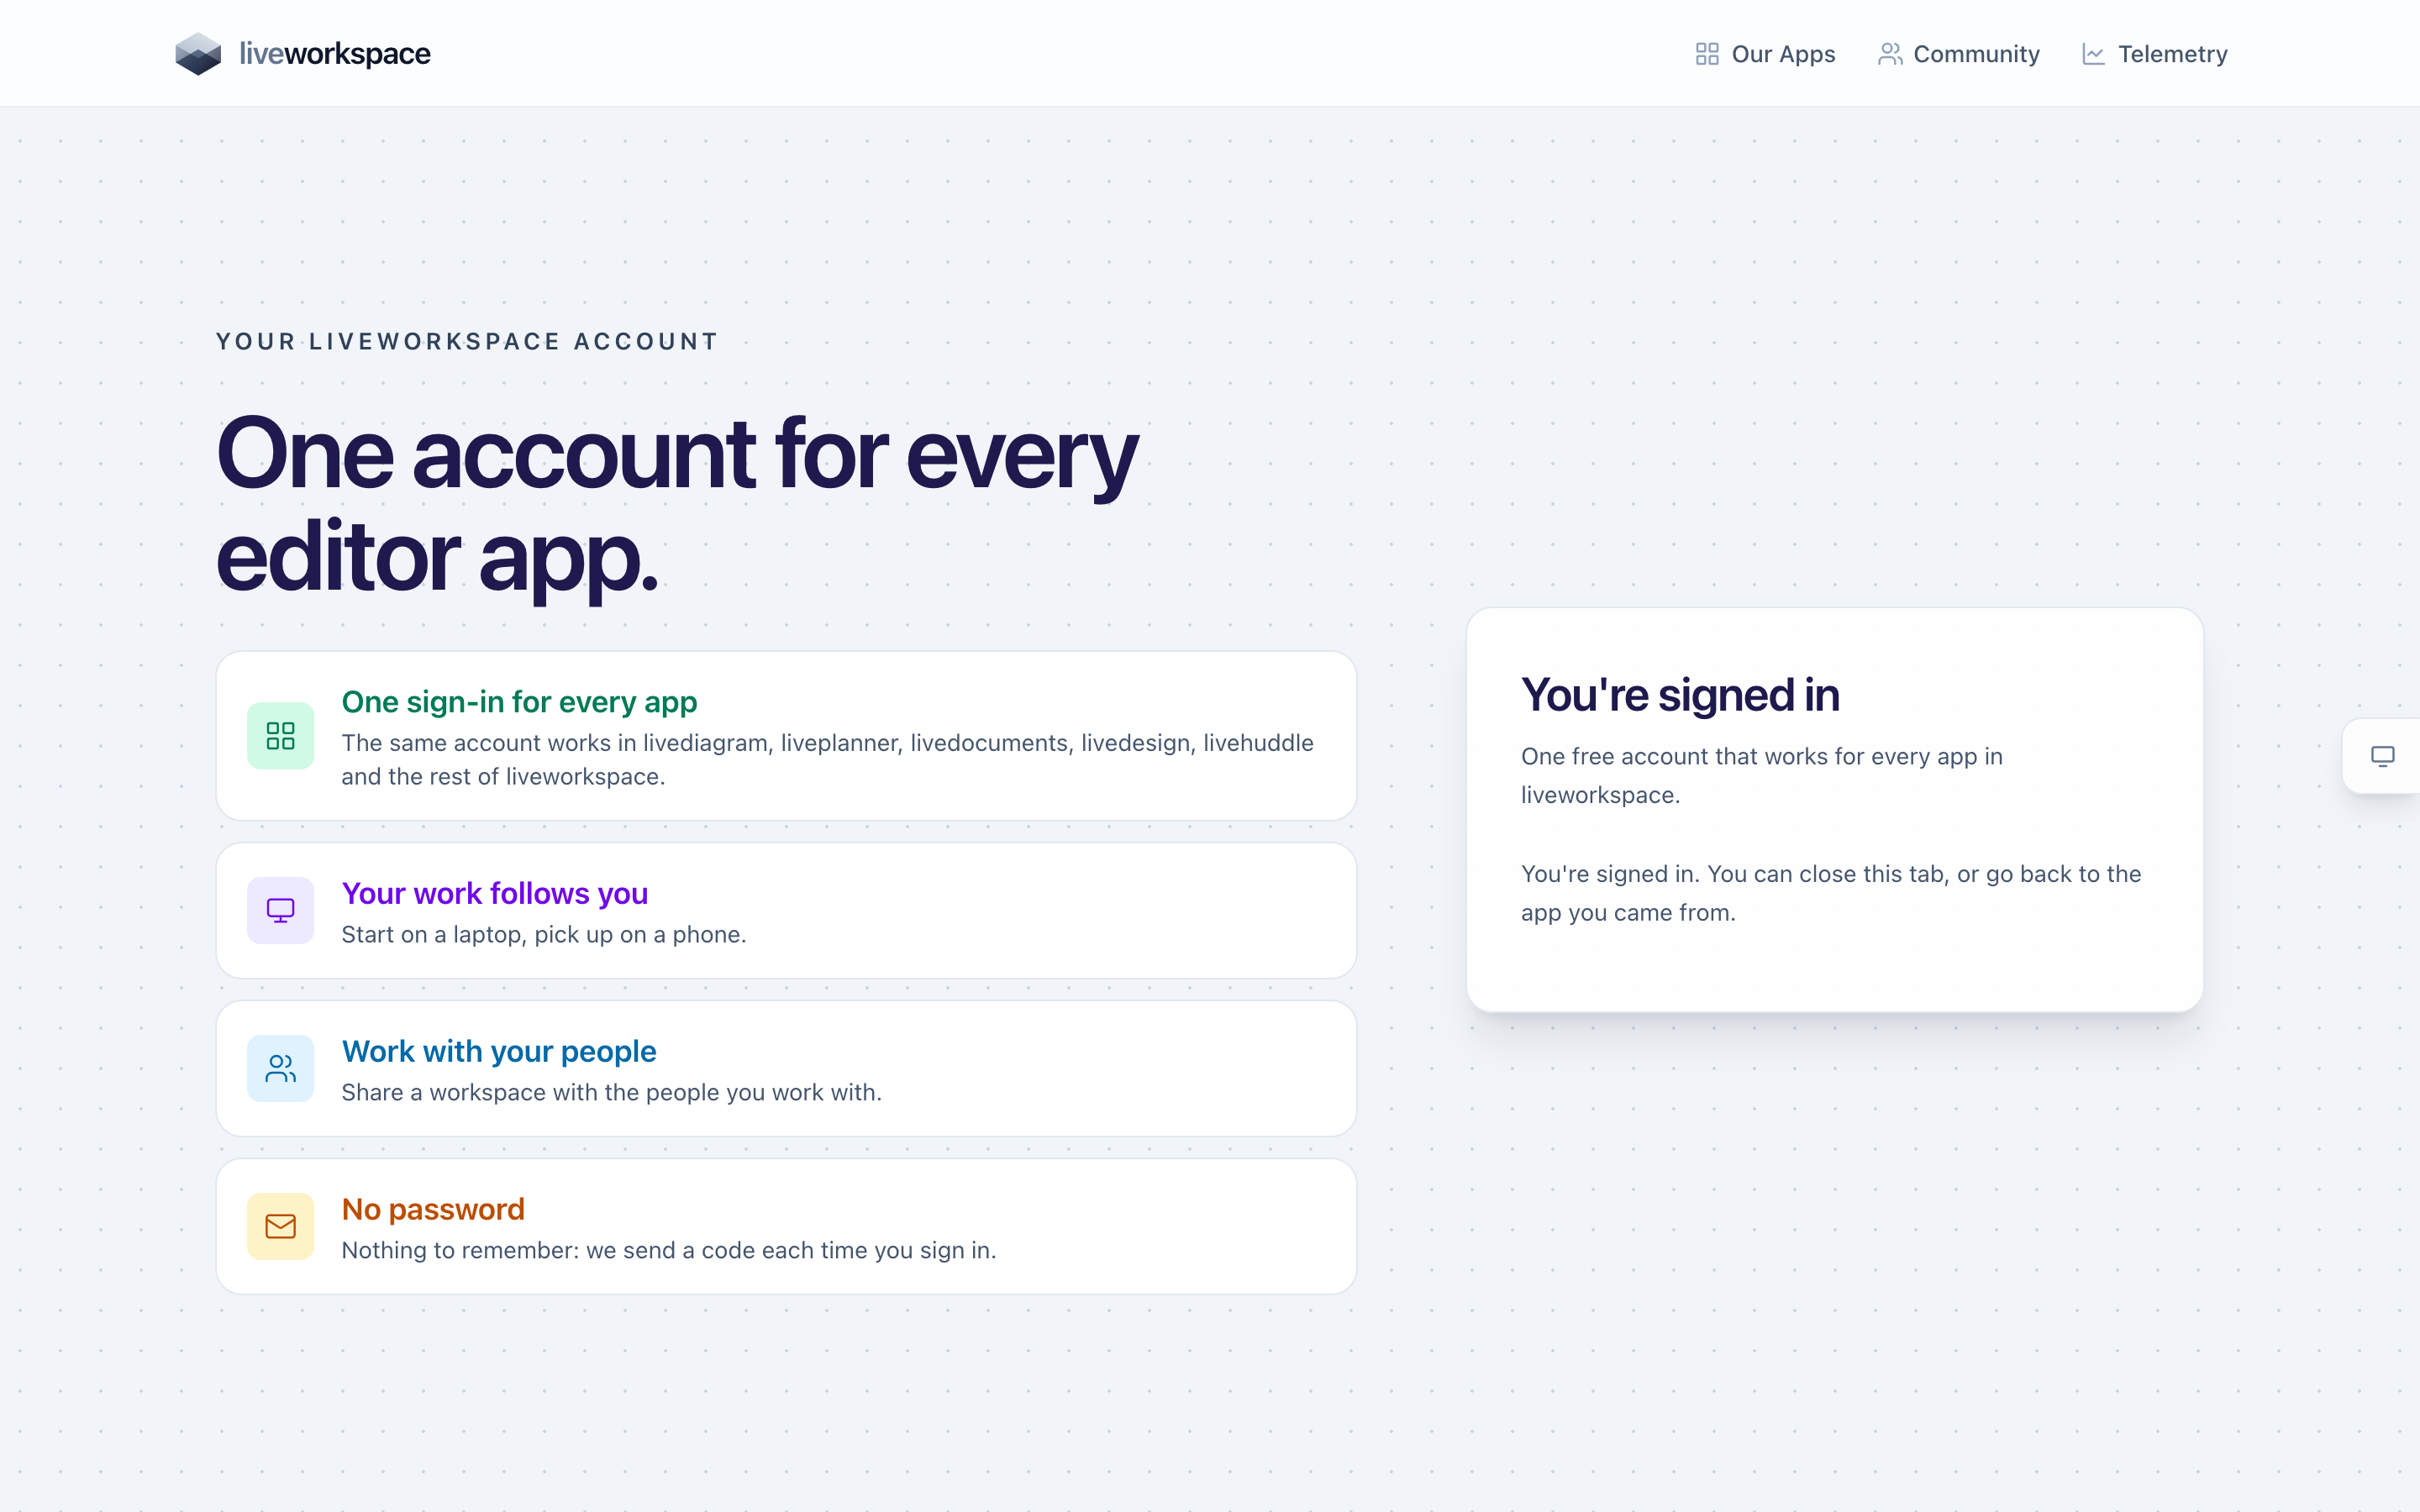 liveworkspace
Our Apps
Community
Telemetry
YOUR LIVEWORKSPACE ACCOUNT
One account for every
editor app.
One sign-in for every app
The same account works in livediagram, liveplanner, livedocuments, livedesign, livehuddle
and the rest of liveworkspace.
Your work follows you
Start on a laptop, pick up on a phone.
Work with your people
Share a workspace with the people you work with.
No password
Nothing to remember: we send a code each time you sign in.
You're signed in
One free account that works for every app in
liveworkspace.
You're signed in. You can close this tab, or go back to the
app you came from.